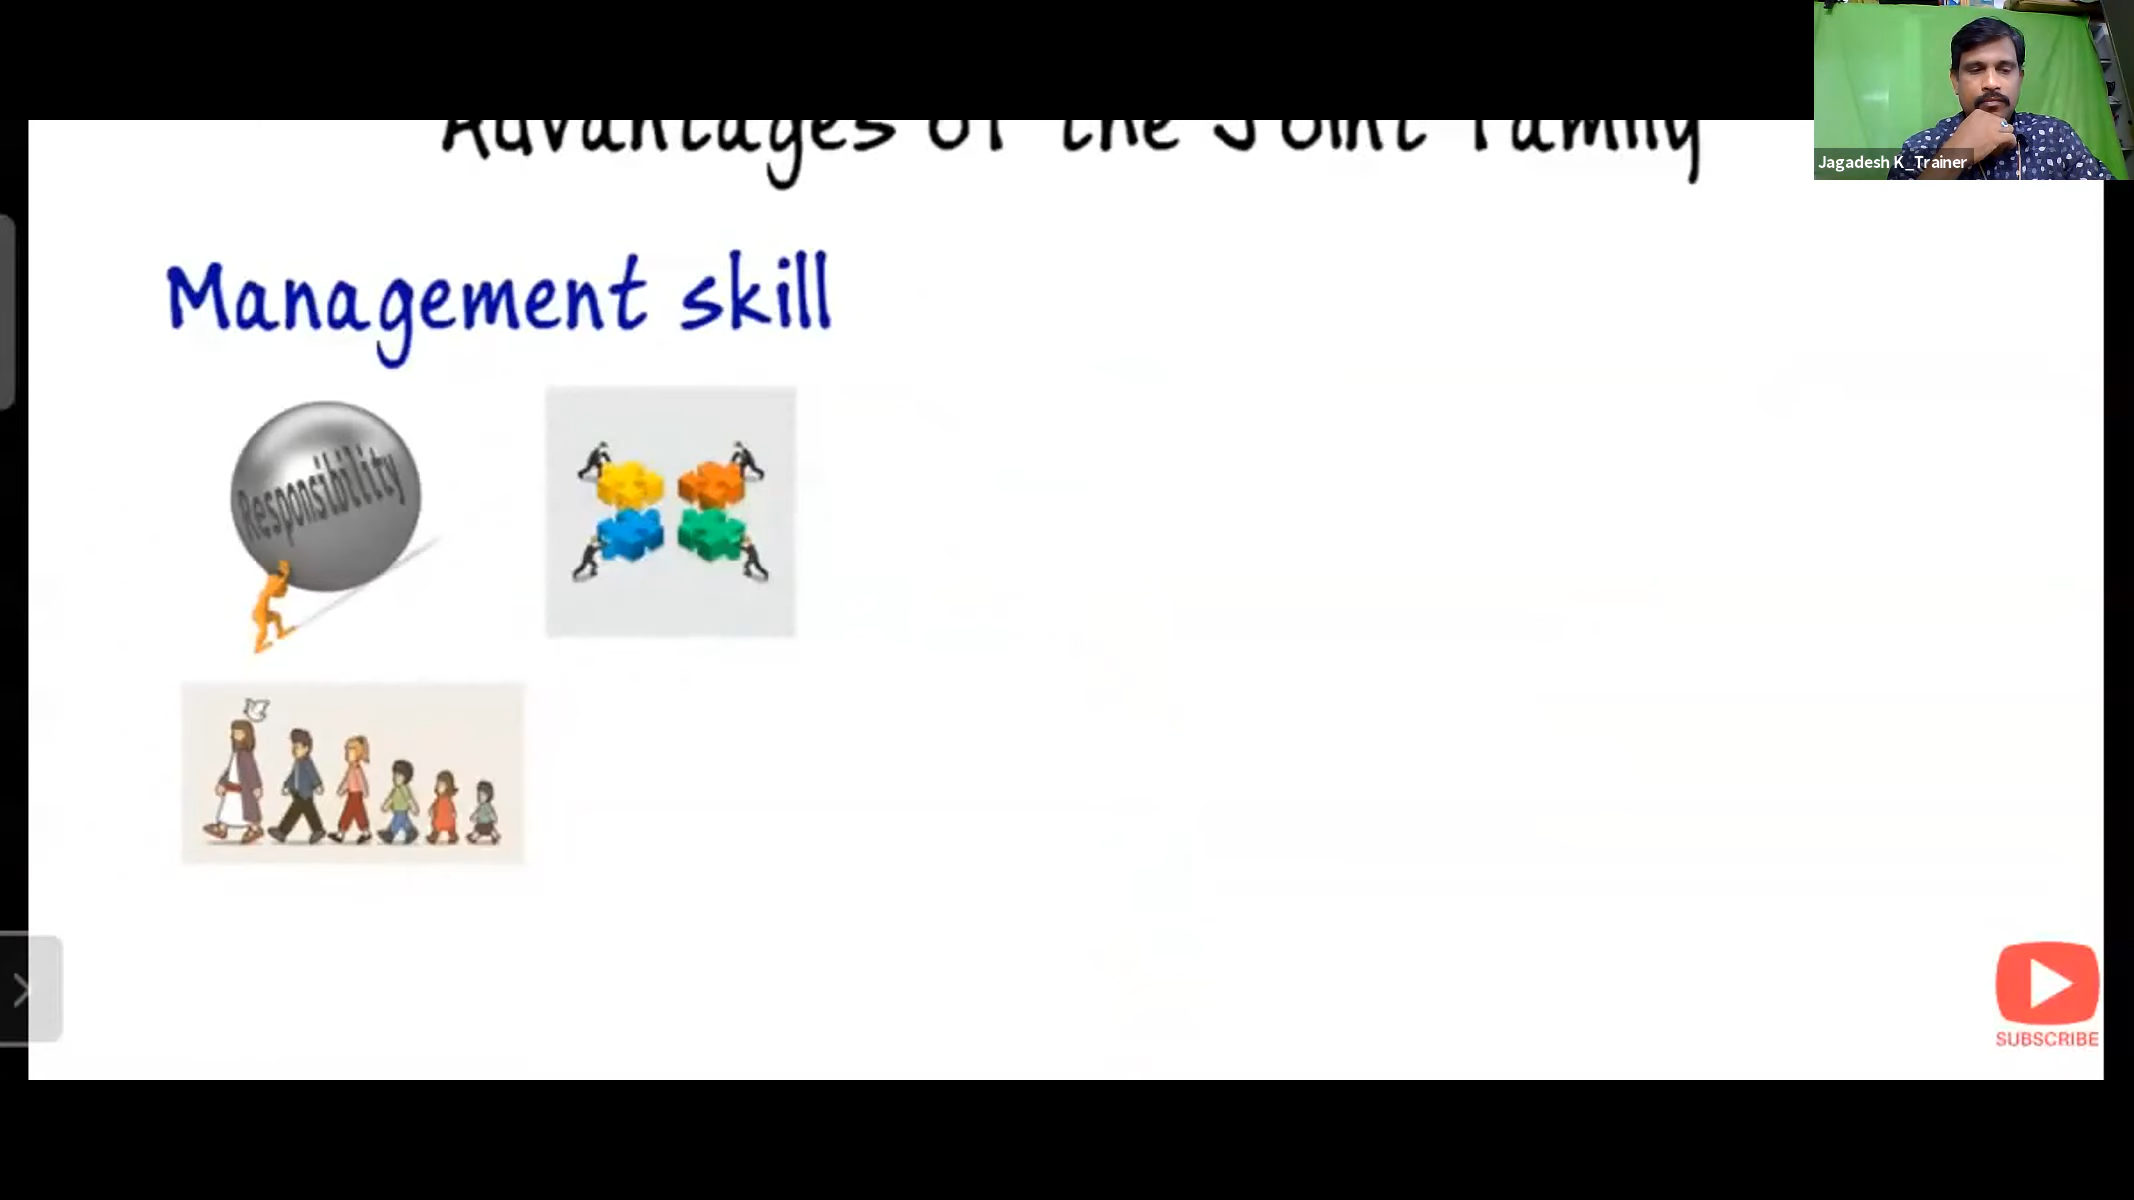 Advantages of the Joint Family
Jagadesh K_Trainer
Management skill
Responsibility
SUBSCRIBE